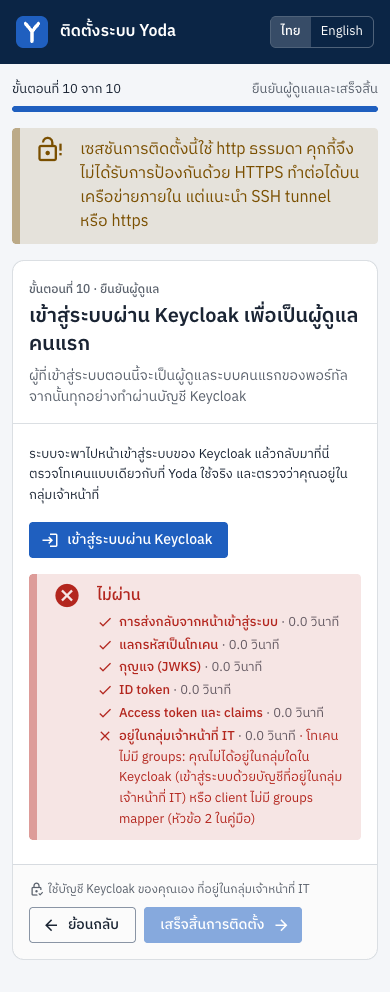 ติดตั้งระบบ Yoda
ไทย
English
ขั้นตอนที่ 10 จาก 10
ยืนยันผู้ดูแลและเสร็จสิ้น
เซสชันการติดตั้งนี้ใช้ http ธรรมดา คุกกี้จึง
ไม่ได้รับการป้องกันด้วย HTTPS ทำต่อได้บน
เครือข่ายภายใน แต่แนะนำ SSH tunnel
หรือ https
ขั้นตอนที่ 10 · ยืนยันผู้ดูแล
เข้าสู่ระบบผ่าน Keycloak เพื่อเป็นผู้ดูแล
คนแรก
ผู้ที่เข้าสู่ระบบตอนนี้จะเป็นผู้ดูแลระบบคนแรกของพอร์ทัล
จากนั้นทุกอย่างทำผ่านบัญชี Keycloak
ระบบจะพาไปหน้าเข้าสู่ระบบของ Keycloak แล้วกลับมาที่นี่
ตรวจโทเคนแบบเดียวกับที่ Yoda ใช้จริง และตรวจว่าคุณอยู่ใน
กลุ่มเจ้าหน้าที่
เข้าสู่ระบบผ่าน Keycloak
ไม่ผ่าน
การส่งกลับจากหน้าเข้าสู่ระบบ · 0.0 วินาที
แลกรหัสเป็นโทเคน · 0.0 วินาที
กุญแจ (JWKS) · 0.0 วินาที
ID token · 0.0 วินาที
Access token และ claims · 0.0 วินาที
อยู่ในกลุ่มเจ้าหน้าที่ IT · 0.0 วินาที · โทเคน
ไม่มี groups: คุณไม่ได้อยู่ในกลุ่มใดใน
Keycloak (เข้าสู่ระบบด้วยบัญชีที่อยู่ในกลุ่ม
เจ้าหน้าที่ IT) หรือ client ไม่มี groups
mapper (หัวข้อ 2 ในคู่มือ)
ใช้บัญชี Keycloak ของคุณเอง ที่อยู่ในกลุ่มเจ้าหน้าที่ IT
ย้อนกลับ
เสร็จสิ้นการติดตั้ง